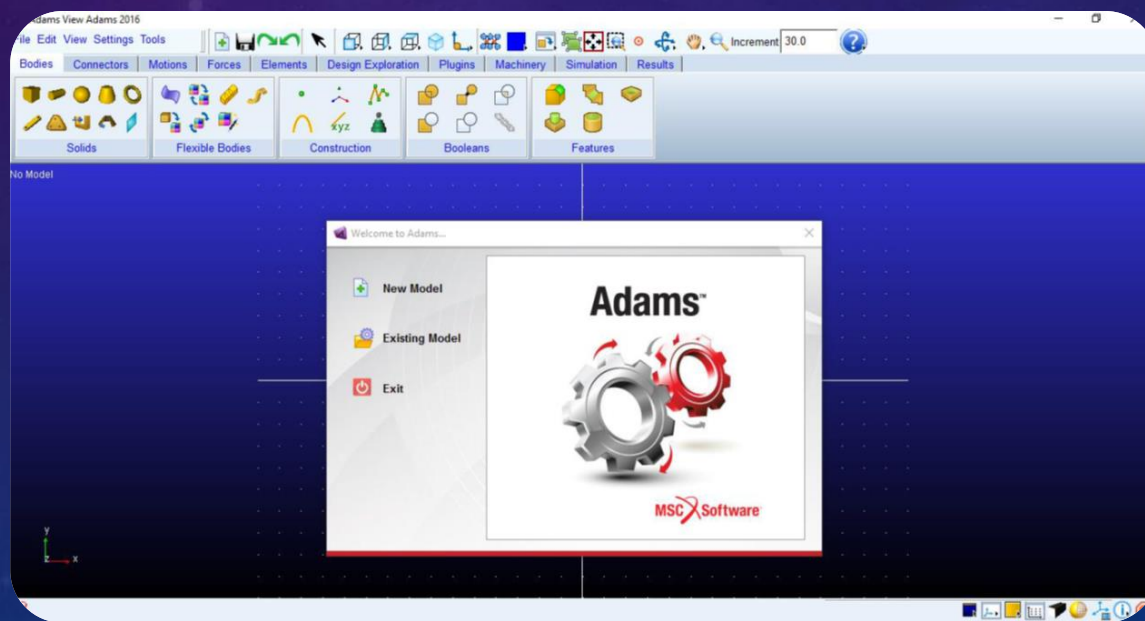 Adams View Adams 2016
File Edit View Settings Tools
Increment 30.0
?
Bodies Connectors Motions Forces Elements Design Exploration Plugins Machinery Simulation Results
xyz
Solids Flexible Bodies Construction Booleans Features
No Model
Welcome to Adams...
New Model
Existing Model
Exit
Adams™
MSC Software
y
z x